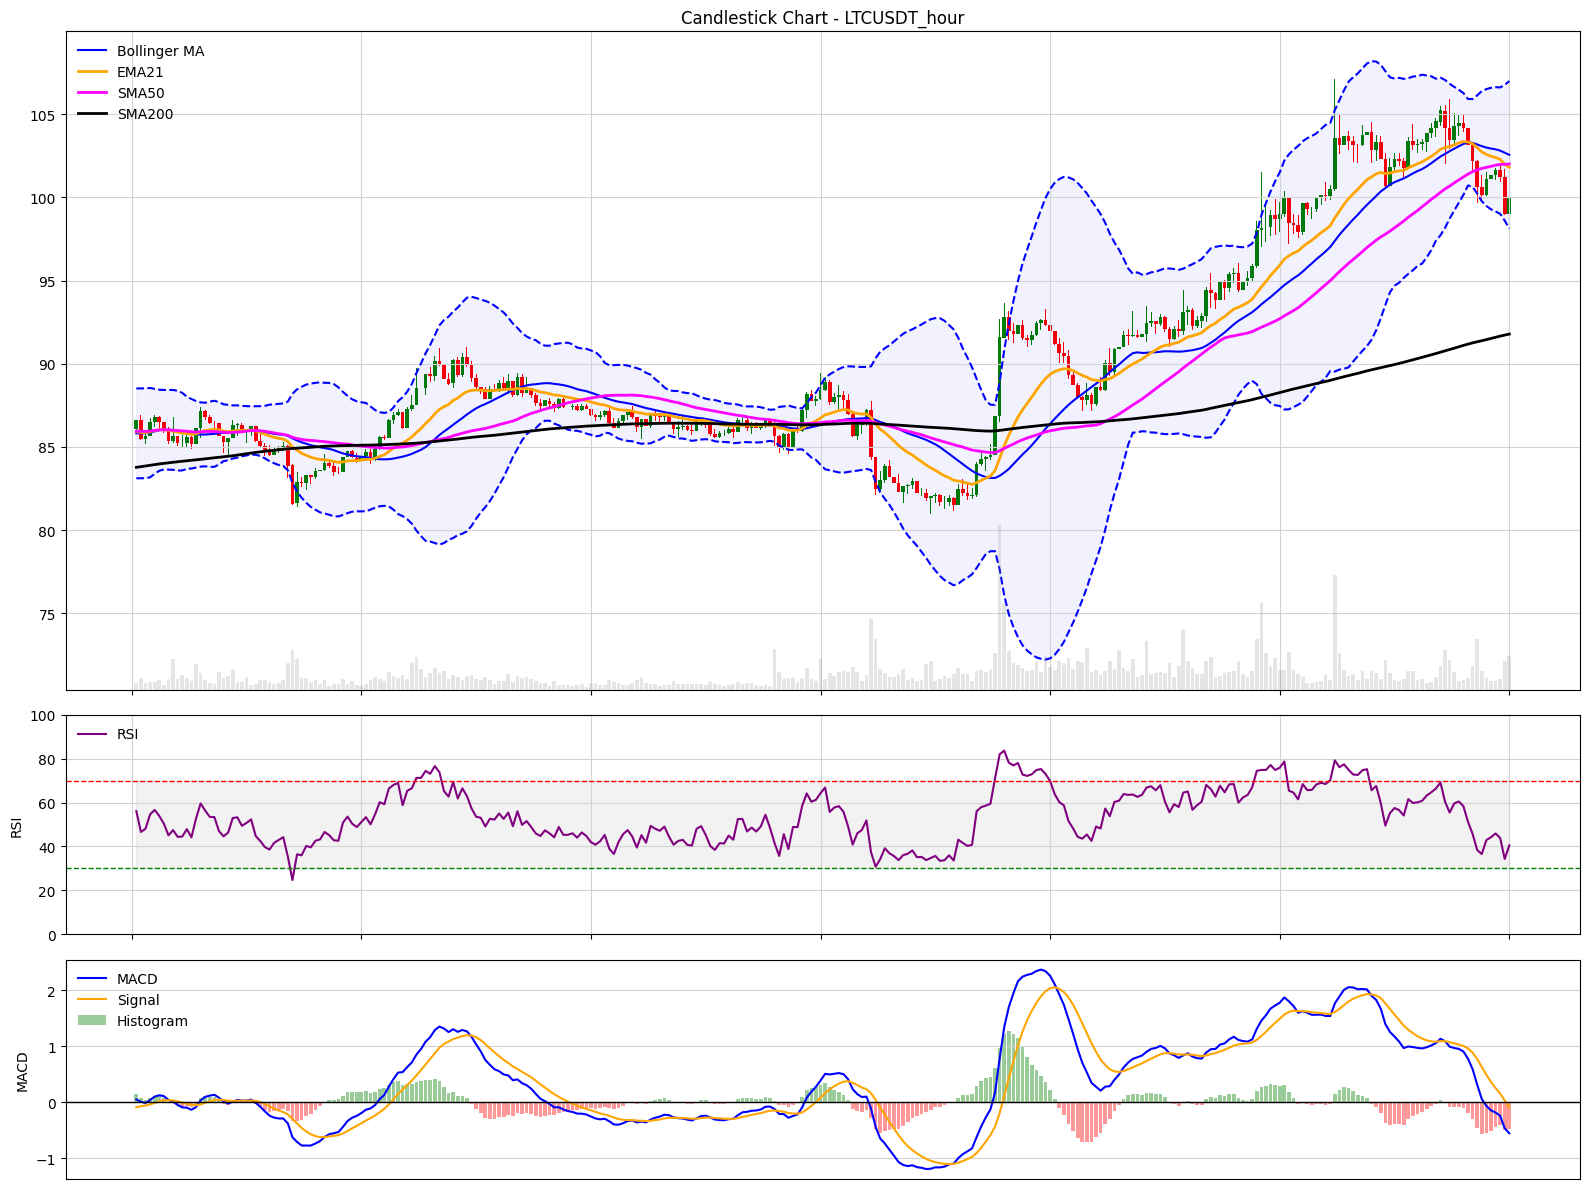 Candlestick Chart - LTCUSDT_hour
Bollinger MA
EMA21
SMA50
SMA200
105
100
95
90
85
80
75
RSI
100
80
60
40
20
0
RSI
MACD
Signal
Histogram
2
1
0
−1
MACD